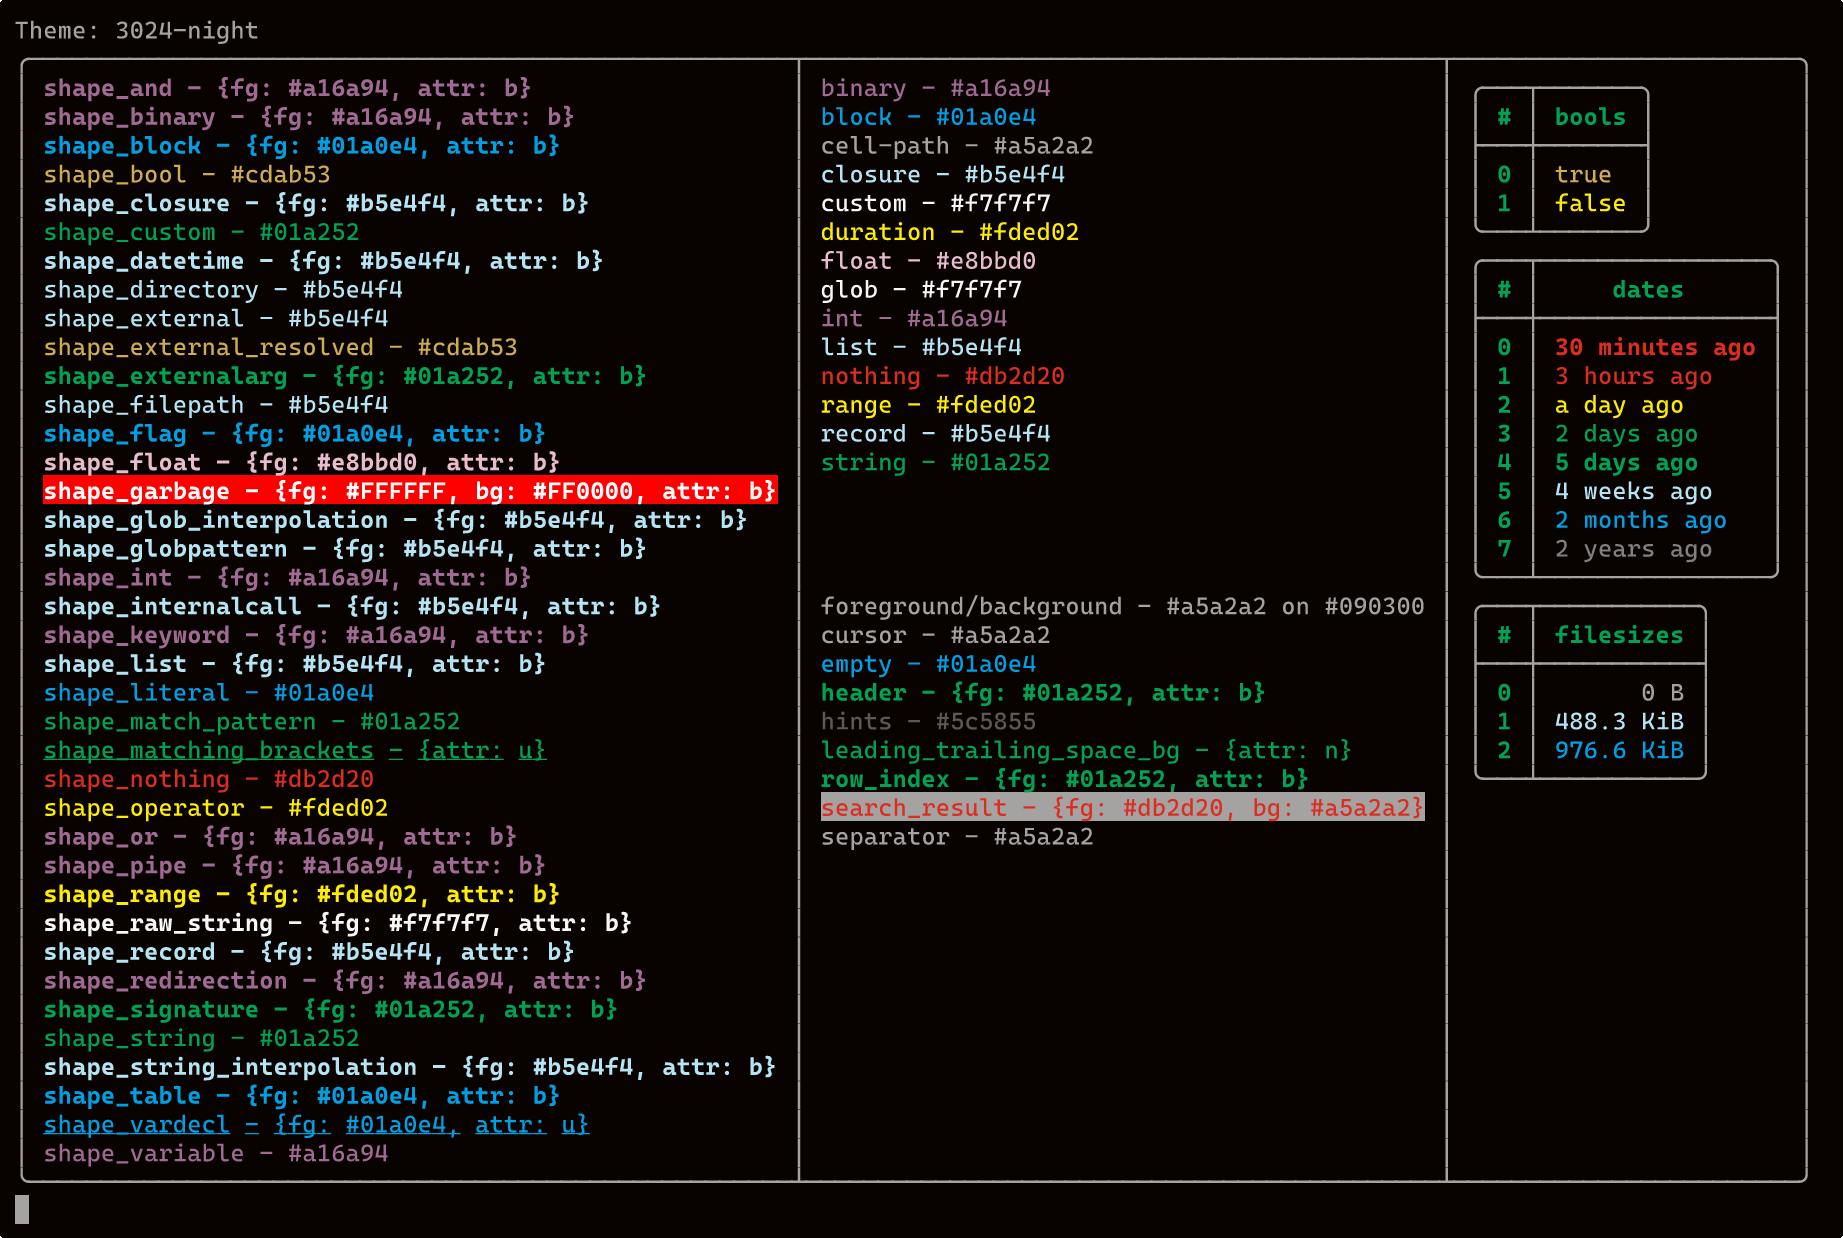 Theme: 3024-night
shape_and - {fg: #a16a94, attr: b}
shape_binary - {fg: #a16a94, attr: b}
shape_block - {fg: #01a0e4, attr: b}
shape_bool - #cdab53
shape_closure - {fg: #b5e4f4, attr: b}
shape_custom - #01a252
shape_datetime - {fg: #b5e4f4, attr: b}
shape_directory - #b5e4f4
shape_external - #b5e4f4
shape_external_resolved - #cdab53
shape_externalarg - {fg: #01a252, attr: b}
shape_filepath - #b5e4f4
shape_flag - {fg: #01a0e4, attr: b}
shape_float - {fg: #e8bbd0, attr: b}
shape_garbage - {fg: #FFFFFF, bg: #FF0000, attr: b}
shape_glob_interpolation - {fg: #b5e4f4, attr: b}
shape_globpattern - {fg: #b5e4f4, attr: b}
shape_int - {fg: #a16a94, attr: b}
shape_internalcall - {fg: #b5e4f4, attr: b}
shape_keyword - {fg: #a16a94, attr: b}
shape_list - {fg: #b5e4f4, attr: b}
shape_literal - #01a0e4
shape_match_pattern - #01a252
shape_matching_brackets - {attr: u}
shape_nothing - #db2d20
shape_operator - #fded02
shape_or - {fg: #a16a94, attr: b}
shape_pipe - {fg: #a16a94, attr: b}
shape_range - {fg: #fded02, attr: b}
shape_raw_string - {fg: #f7f7f7, attr: b}
shape_record - {fg: #b5e4f4, attr: b}
shape_redirection - {fg: #a16a94, attr: b}
shape_signature - {fg: #01a252, attr: b}
shape_string - #01a252
shape_string_interpolation - {fg: #b5e4f4, attr: b}
shape_table - {fg: #01a0e4, attr: b}
shape_vardecl - {fg: #01a0e4, attr: u}
shape_variable - #a16a94
binary - #a16a94
block - #01a0e4
cell-path - #a5a2a2
closure - #b5e4f4
custom - #f7f7f7
duration - #fded02
float - #e8bbd0
glob - #f7f7f7
int - #a16a94
list - #b5e4f4
nothing - #db2d20
range - #fded02
record - #b5e4f4
string - #01a252
foreground/background - #a5a2a2 on #090300
cursor - #a5a2a2
empty - #01a0e4
header - {fg: #01a252, attr: b}
hints - #5c5855
leading_trailing_space_bg - {attr: n}
row_index - {fg: #01a252, attr: b}
search_result - {fg: #db2d20, bg: #a5a2a2}
separator - #a5a2a2
# bools
0 true
1 false
# dates
0 30 minutes ago
1 3 hours ago
2 a day ago
3 2 days ago
4 5 days ago
5 4 weeks ago
6 2 months ago
7 2 years ago
# filesizes
0 0 B
1 488.3 KiB
2 976.6 KiB